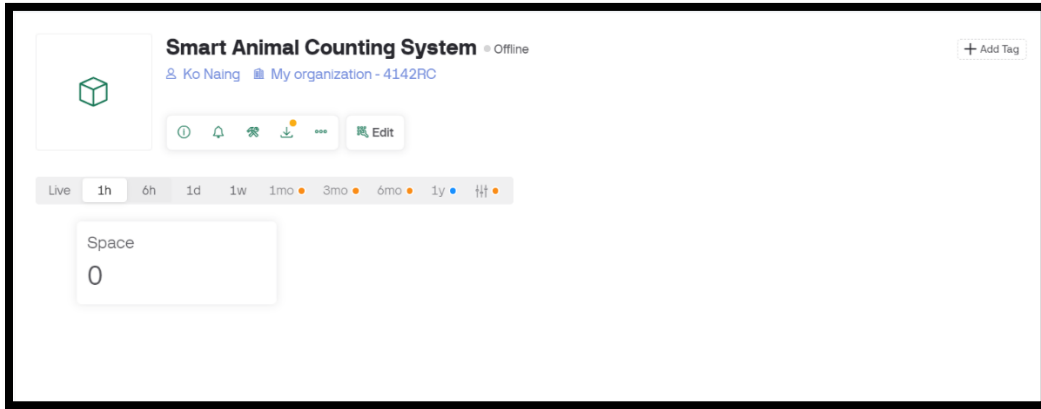 Smart Animal Counting System Offline
Add Tag
Ko Naing My organization - 4142RC
Edit
Live 1h 6h 1d 1w 1mo 3mo 6mo 1y
Space
0